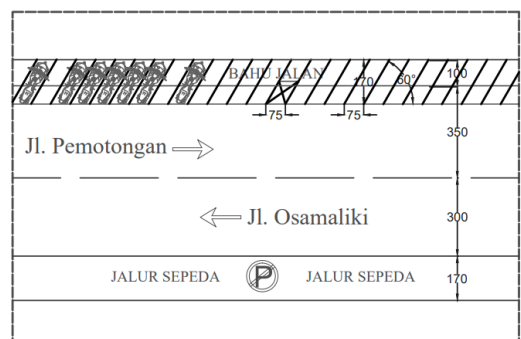 BAHU JALAN
170
60°
100
75
75
350
Jl. Pemotongan
Jl. Osamaliki
300
JALUR SEPEDA
P
JALUR SEPEDA
170